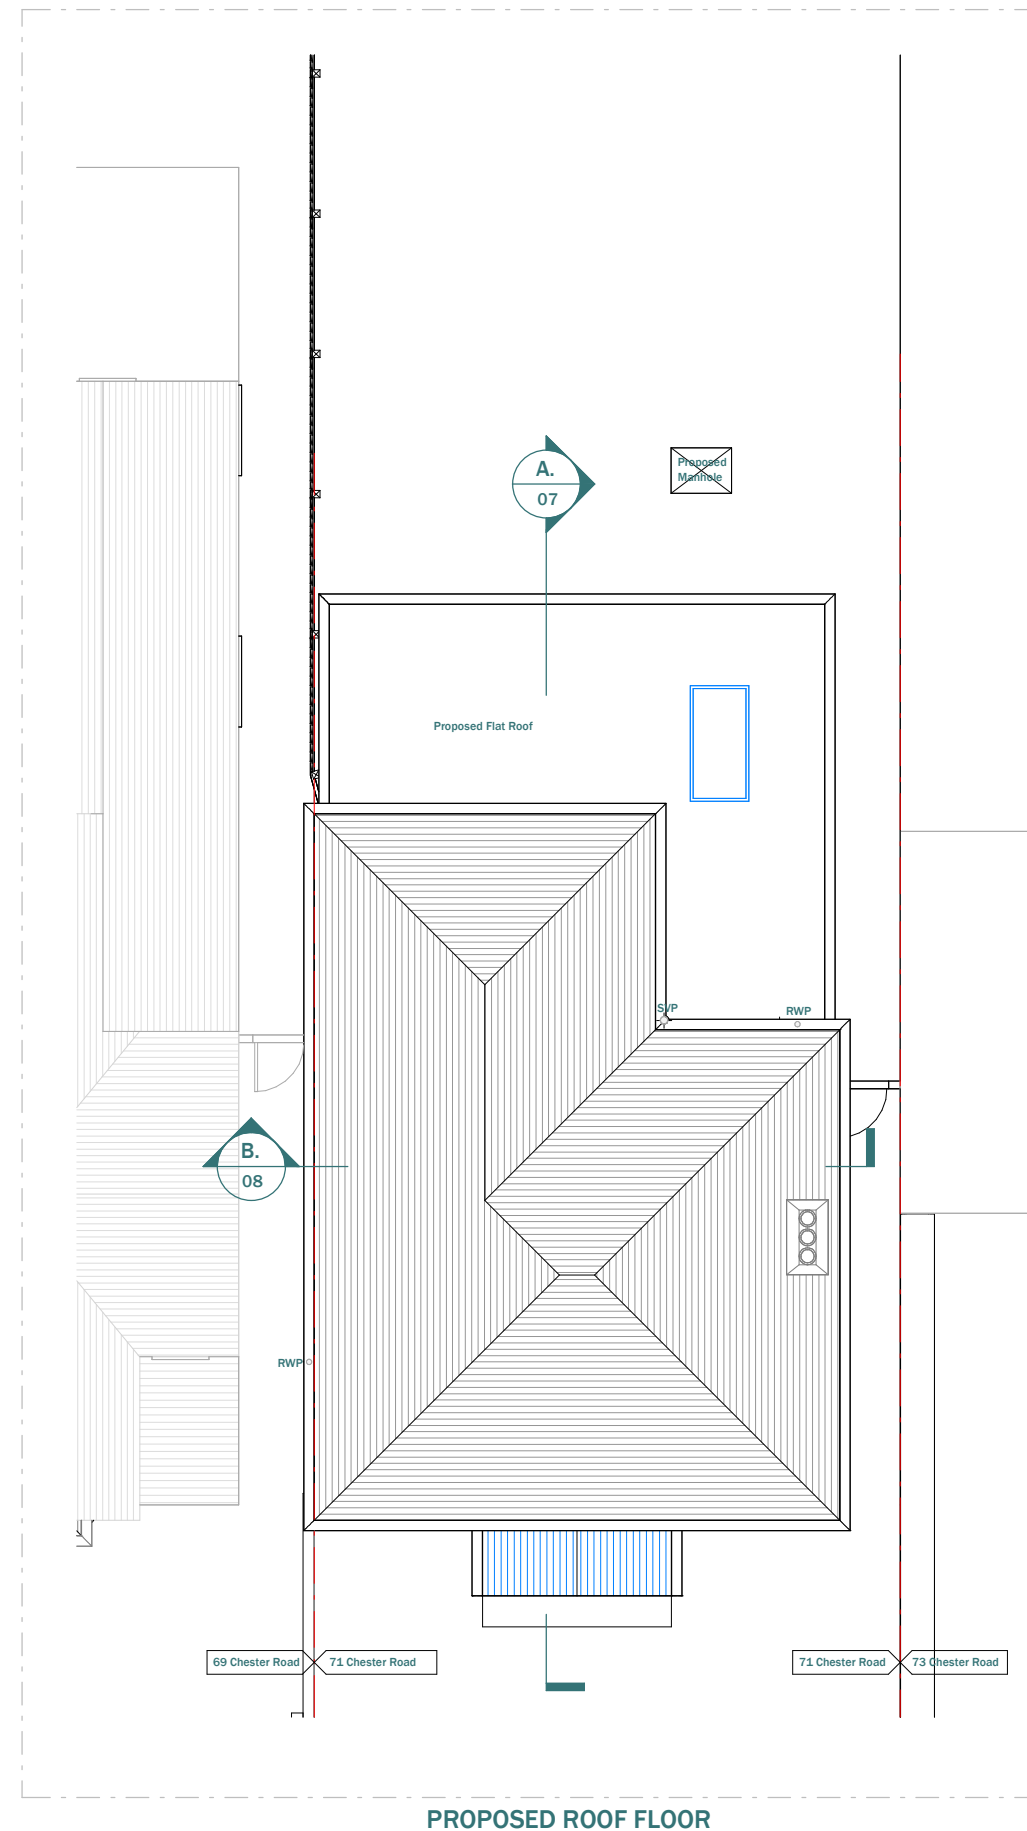 A.
07
Proposed
Manhole
Proposed Flat Roof
SVP
RWP
B.
08
RWP
69 Chester Road
71 Chester Road
71 Chester Road
73 Chester Road
PROPOSED ROOF FLOOR